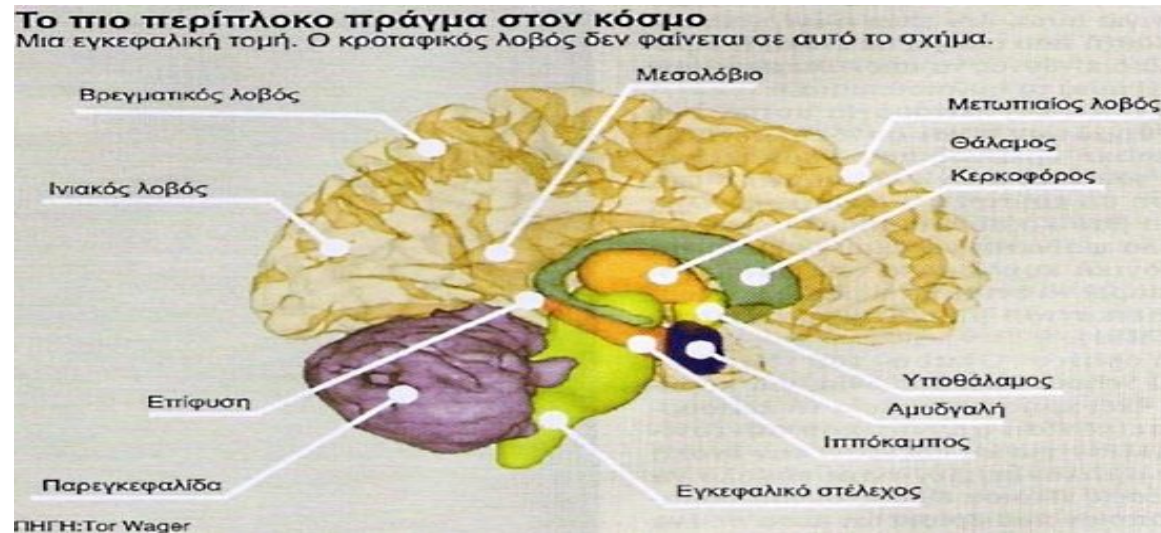 Το πιο περίπλοκο πράγμα στον κόσμο
Μια εγκεφαλική τομή. Ο κροταφικός λοβός δεν φαίνεται σε αυτό το σχήμα.
Μεσολόβιο
Βρεγματικός λοβός
Μετωπιαίος λοβός
Θάλαμος
Κερκοφόρος
Ινιακός λοβός
Υποθάλαμος
Επίφυση
Αμυδγαλή
Ιππόκαμπος
Παρεγκεφαλίδα
Εγκεφαλικό στέλεχος
ΠΗΓΗ:Tor Wager